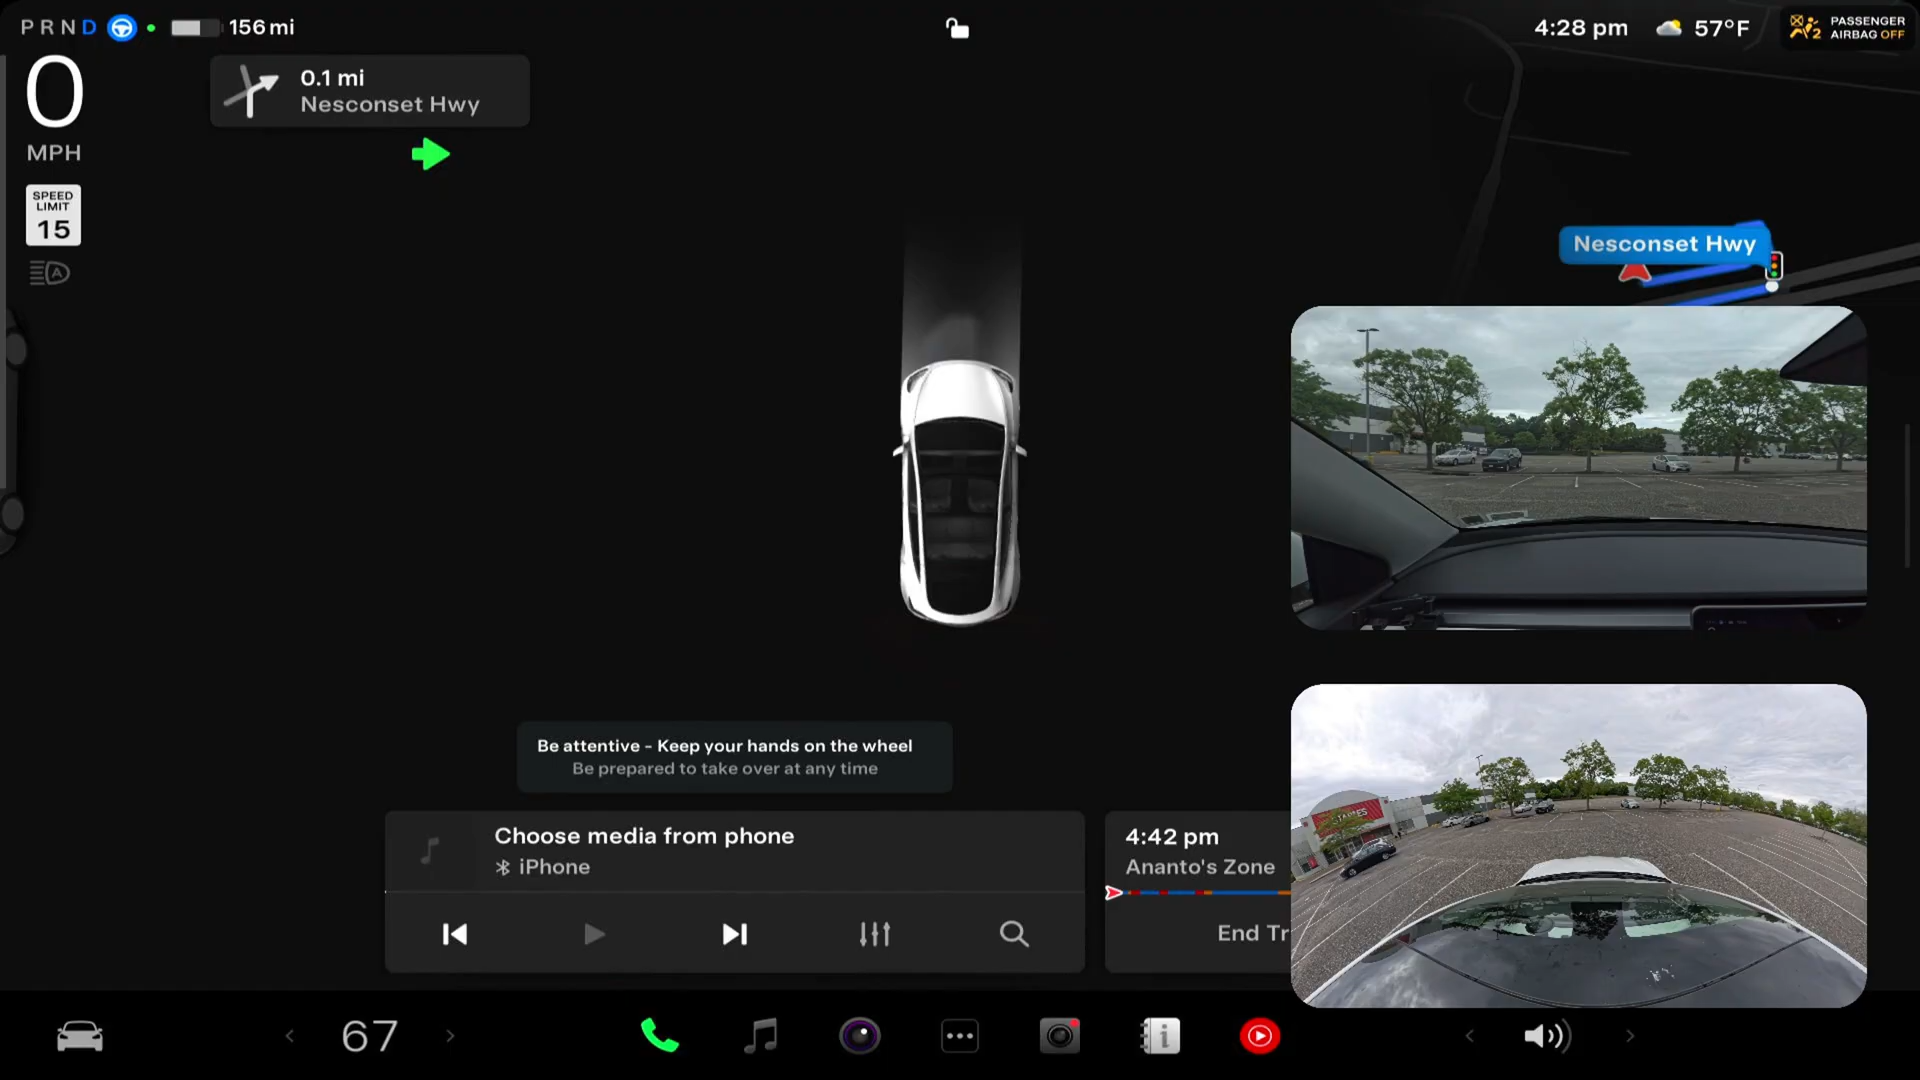 P R N D
156 mi
4:28 pm
57°F
PASSENGER
AIRBAG OFF
2
0
MPH
SPEED
LIMIT
15
A
0.1 mi
Nesconset Hwy
Nesconset Hwy
Be attentive - Keep your hands on the wheel
Be prepared to take over at any time
Choose media from phone
iPhone
4:42 pm
Ananto's Zone
End Tr
67